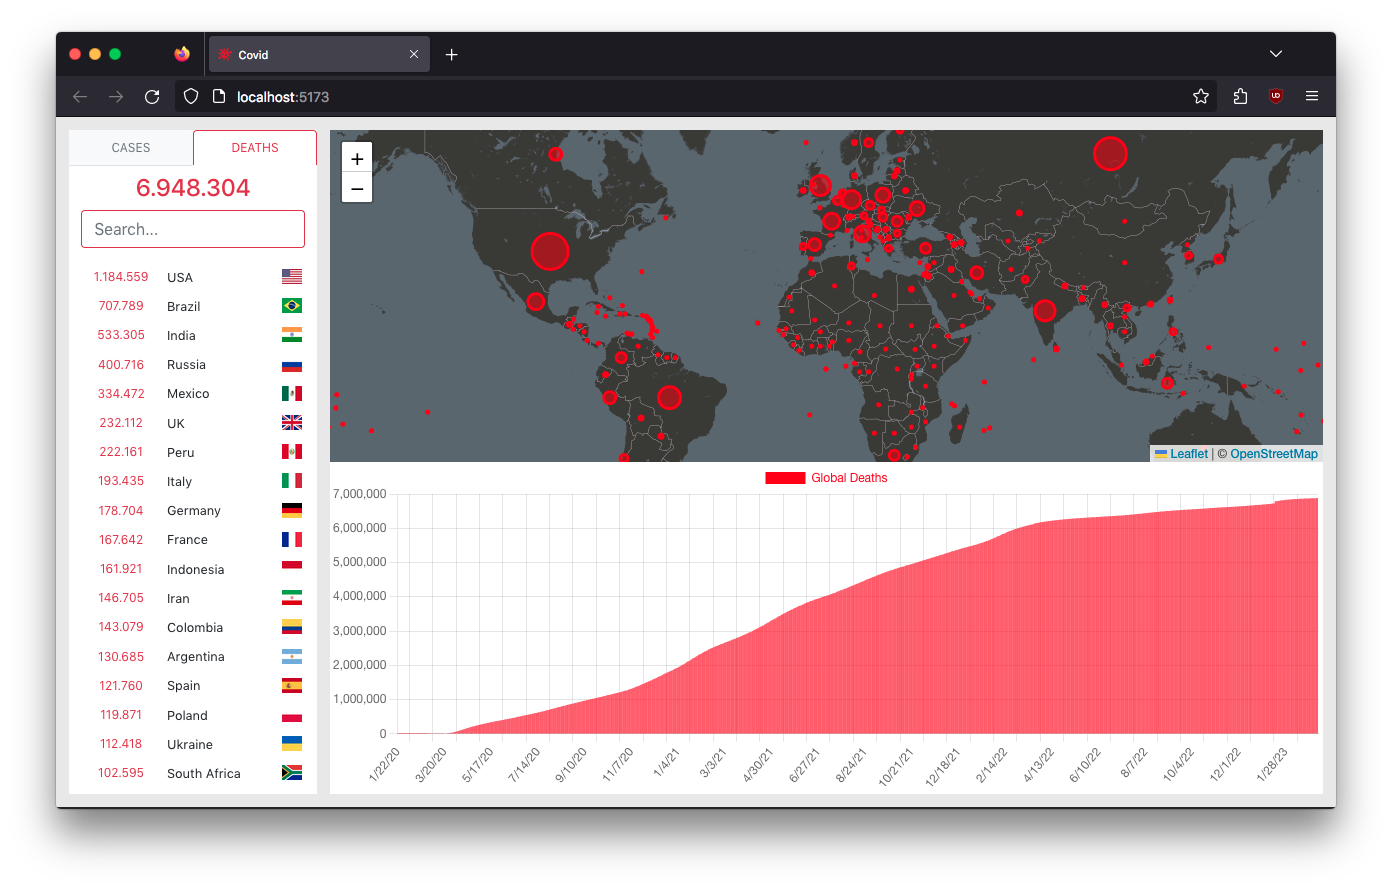 Covid
localhost:5173
CASES DEATHS
6.948.304
Search...
1.184.559 USA
707.789 Brazil
533.305 India
400.716 Russia
334.472 Mexico
232.112 UK
222.161 Peru
193.435 Italy
178.704 Germany
167.642 France
161.921 Indonesia
146.705 Iran
143.079 Colombia
130.685 Argentina
121.760 Spain
119.871 Poland
112.418 Ukraine
102.595 South Africa
+
−
Leaflet | © OpenStreetMap
Global Deaths
7,000,000
6,000,000
5,000,000
4,000,000
3,000,000
2,000,000
1,000,000
0
1/22/20 3/20/20 5/17/20 7/14/20 9/10/20 11/7/20 1/4/21 3/3/21 4/30/21 6/27/21 8/24/21 10/21/21 12/18/21 2/14/22 4/13/22 6/10/22 8/7/22 10/4/22 12/1/22 1/28/23